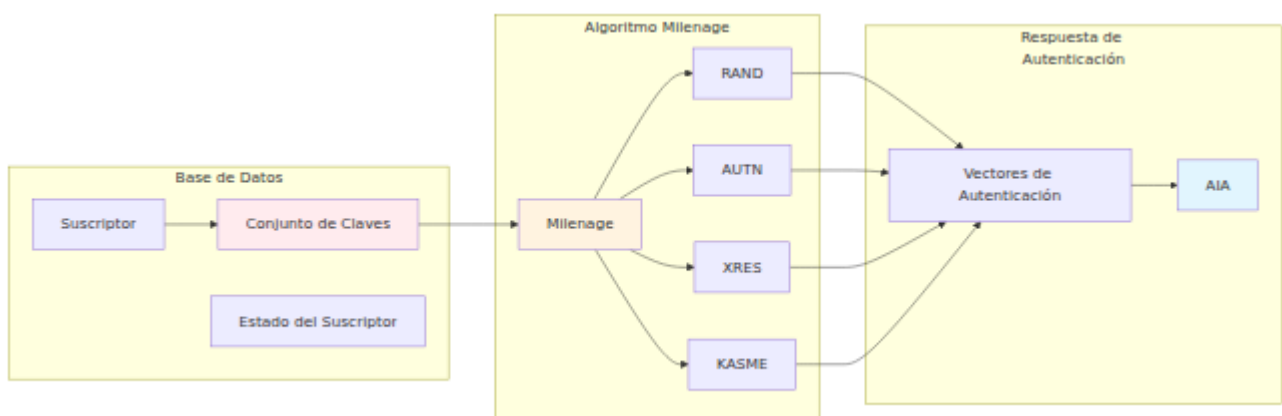 Base de Datos
Suscriptor
Conjunto de Claves
Estado del Suscriptor
Algoritmo Milenage
Milenage
RAND
AUTN
XRES
KASME
Respuesta de
Autenticación
Vectores de
Autenticación
AIA